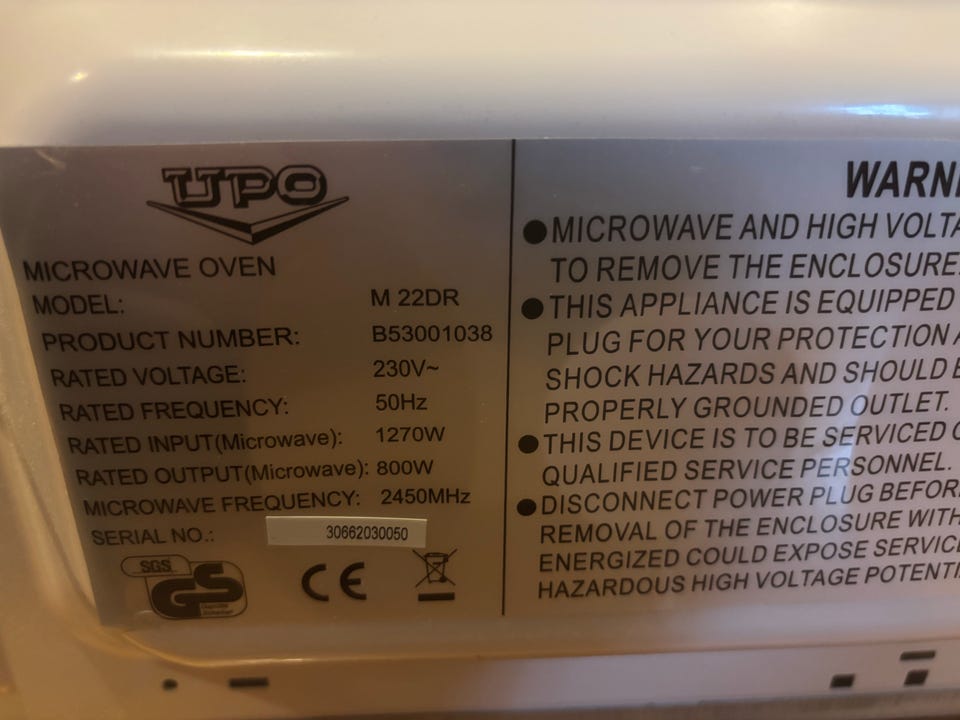 UPO
MICROWAVE OVEN
MODEL: M 22DR
PRODUCT NUMBER: B53001038
RATED VOLTAGE: 230V~
RATED FREQUENCY: 50Hz
RATED INPUT(Microwave): 1270W
RATED OUTPUT(Microwave): 800W
MICROWAVE FREQUENCY: 2450MHz
SERIAL NO.: 30662030050
SGS
GS
CE
WARN
●MICROWAVE AND HIGH VOLTA
TO REMOVE THE ENCLOSURE.
●THIS APPLIANCE IS EQUIPPED
PLUG FOR YOUR PROTECTION A
SHOCK HAZARDS AND SHOULD B
PROPERLY GROUNDED OUTLET.
●THIS DEVICE IS TO BE SERVICED O
QUALIFIED SERVICE PERSONNEL.
●DISCONNECT POWER PLUG BEFOR
REMOVAL OF THE ENCLOSURE WITH
ENERGIZED COULD EXPOSE SERVICE
HAZARDOUS HIGH VOLTAGE POTENTI